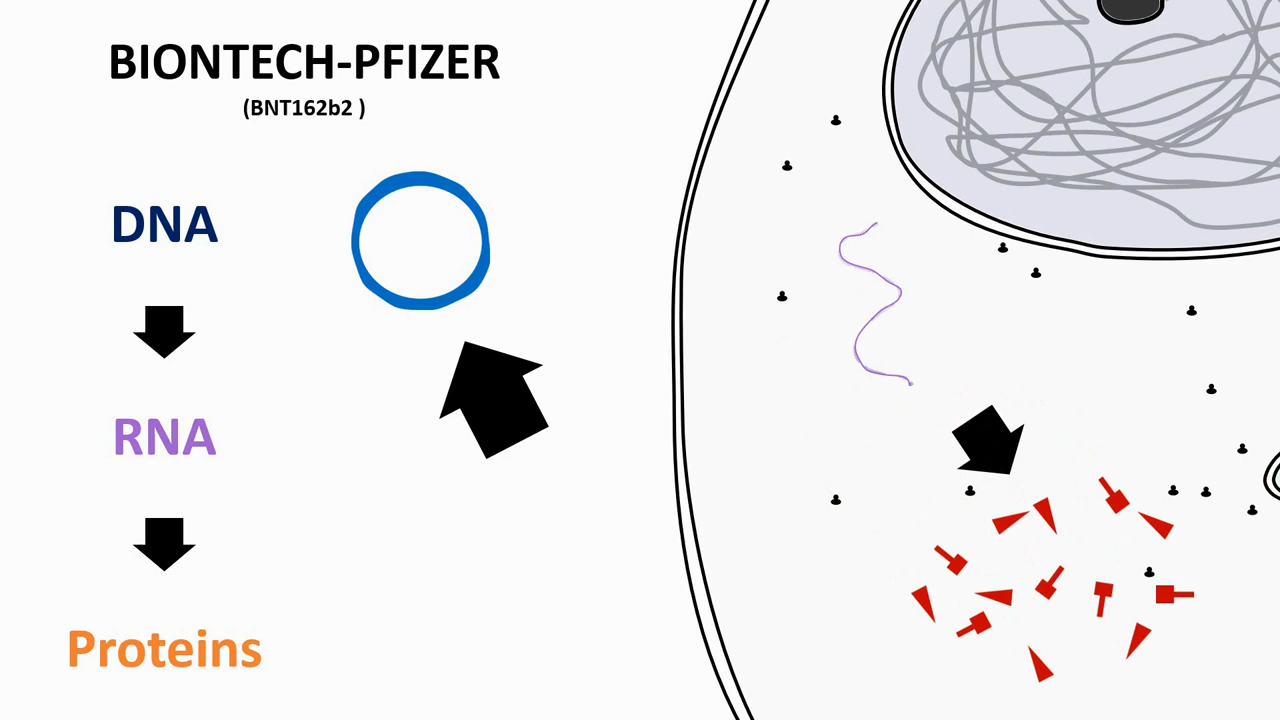 BIONTECH-PFIZER
(BNT162b2 )
DNA
RNA
Proteins